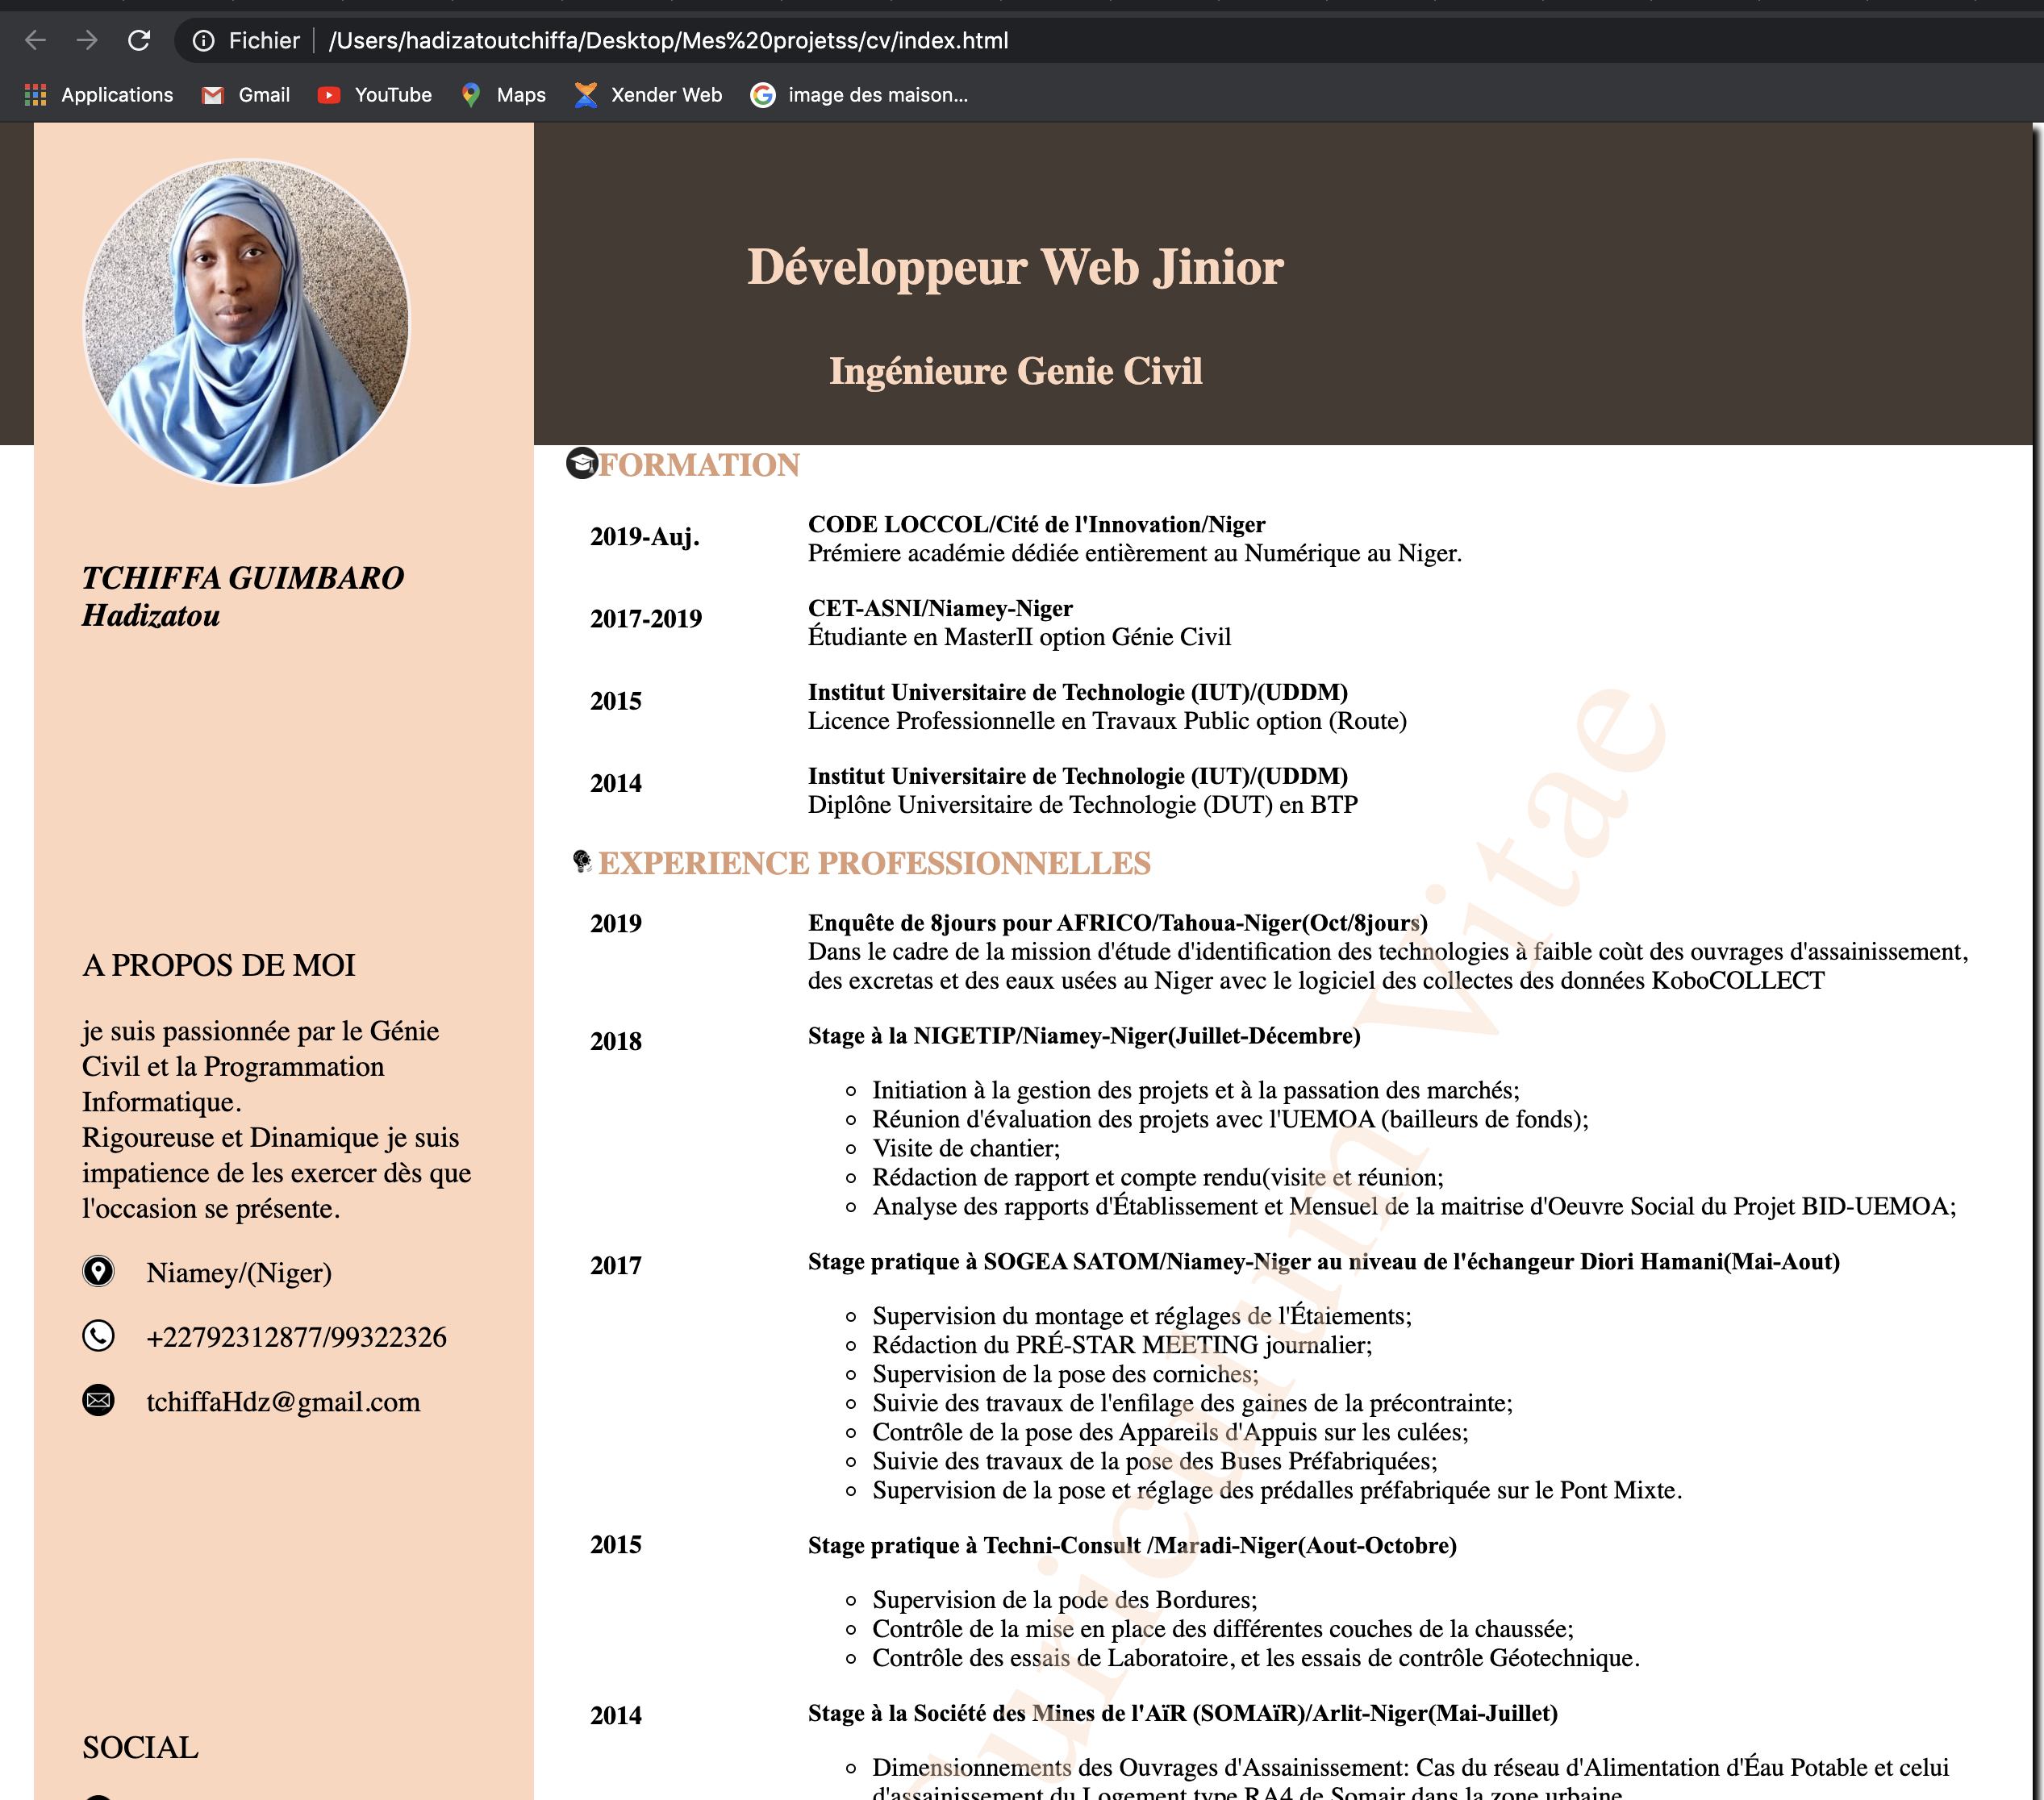 Fichier /Users/hadizatoutchiffa/Desktop/Mes%20projetss/cv/index.html
Applications Gmail YouTube Maps Xender Web image des maison...
Développeur Web Jinior
Ingénieure Genie Civil
TCHIFFA GUIMBARO
Hadizatou
A PROPOS DE MOI
je suis passionnée par le Génie
Civil et la Programmation
Informatique.
Rigoureuse et Dinamique je suis
impatience de les exercer dès que
l'occasion se présente.
Niamey/(Niger)
+22792312877/99322326
tchiffaHdz@gmail.com
SOCIAL
FORMATION
2019-Auj.
CODE LOCCOL/Cité de l'Innovation/Niger
Prémiere académie dédiée entièrement au Numérique au Niger.
2017-2019
CET-ASNI/Niamey-Niger
Étudiante en MasterII option Génie Civil
2015
Institut Universitaire de Technologie (IUT)/(UDDM)
Licence Professionnelle en Travaux Public option (Route)
2014
Institut Universitaire de Technologie (IUT)/(UDDM)
Diplône Universitaire de Technologie (DUT) en BTP
EXPERIENCE PROFESSIONNELLES
2019
Enquête de 8jours pour AFRICO/Tahoua-Niger(Oct/8jours)
Dans le cadre de la mission d'étude d'identification des technologies à faible coùt des ouvrages d'assainissement,
des excretas et des eaux usées au Niger avec le logiciel des collectes des données KoboCOLLECT
2018
Stage à la NIGETIP/Niamey-Niger(Juillet-Décembre)
Initiation à la gestion des projets et à la passation des marchés;
Réunion d'évaluation des projets avec l'UEMOA (bailleurs de fonds);
Visite de chantier;
Rédaction de rapport et compte rendu(visite et réunion;
Analyse des rapports d'Établissement et Mensuel de la maitrise d'Oeuvre Social du Projet BID-UEMOA;
2017
Stage pratique à SOGEA SATOM/Niamey-Niger au niveau de l'échangeur Diori Hamani(Mai-Aout)
Supervision du montage et réglages de l'Étaiements;
Rédaction du PRÉ-STAR MEETING journalier;
Supervision de la pose des corniches;
Suivie des travaux de l'enfilage des gaines de la précontrainte;
Contrôle de la pose des Appareils d'Appuis sur les culées;
Suivie des travaux de la pose des Buses Préfabriquées;
Supervision de la pose et réglage des prédalles préfabriquée sur le Pont Mixte.
2015
Stage pratique à Techni-Consult /Maradi-Niger(Aout-Octobre)
Supervision de la pode des Bordures;
Contrôle de la mise en place des différentes couches de la chaussée;
Contrôle des essais de Laboratoire, et les essais de contrôle Géotechnique.
2014
Stage à la Société des Mines de l'AïR (SOMAïR)/Arlit-Niger(Mai-Juillet)
Dimensionnements des Ouvrages d'Assainissement: Cas du réseau d'Alimentation d'Éau Potable et celui
d'assainissement du Logement type RA4 de Somair dans la zone urbaine
Curiculum Vitae